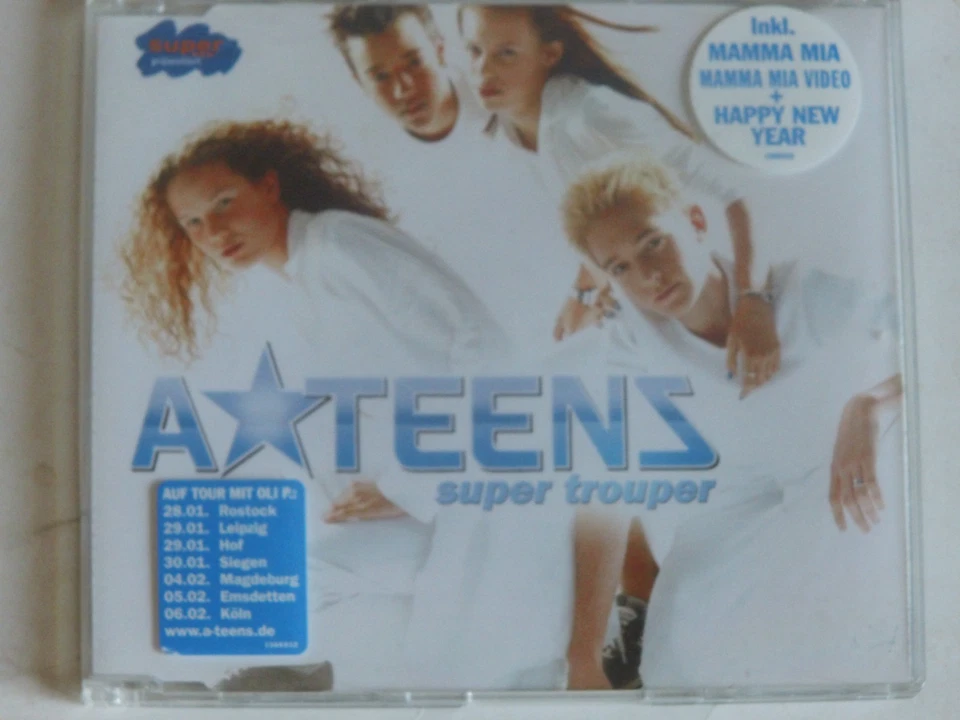 super
präsentiert
Inkl.
MAMMA MIA
MAMMA MIA VIDEO
+
HAPPY NEW
YEAR
A★TEENS
super trouper
AUF TOUR MIT OLI P.:
28.01. Rostock
29.01. Leipzig
29.01. Hof
30.01. Siegen
04.02. Magdeburg
05.02. Emsdetten
06.02. Köln
www.a-teens.de